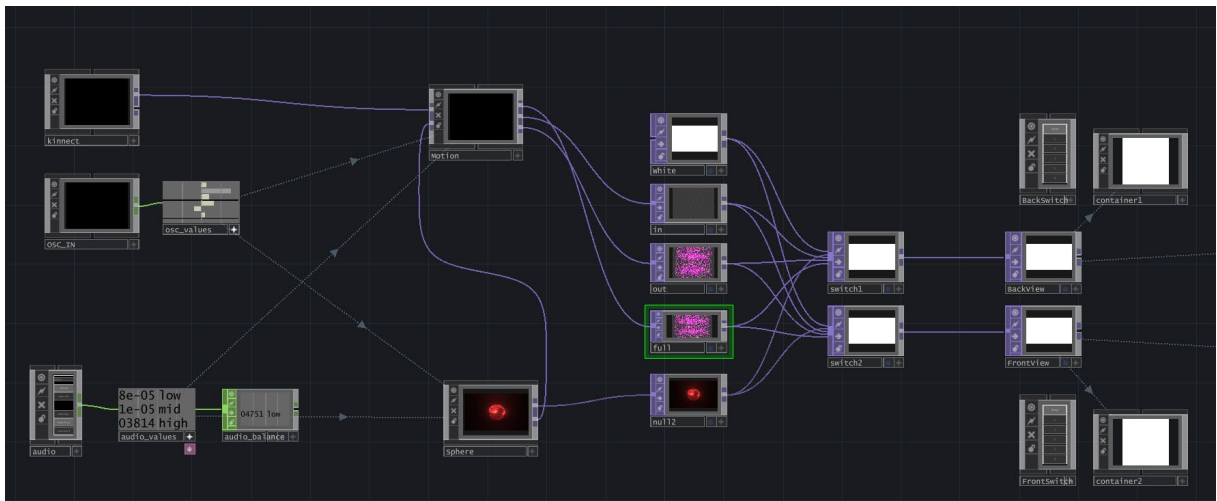 kinnect
Motion
White
BackSwitch
container1
OSC_IN
osc_values
in
out
switch1
BackView
full
switch2
FrontView
8e-05 low
1e-05 mid
03814 high
04751 low
audio
audio_values
audio_balance
Sphere
null2
FrontSwitch
container2